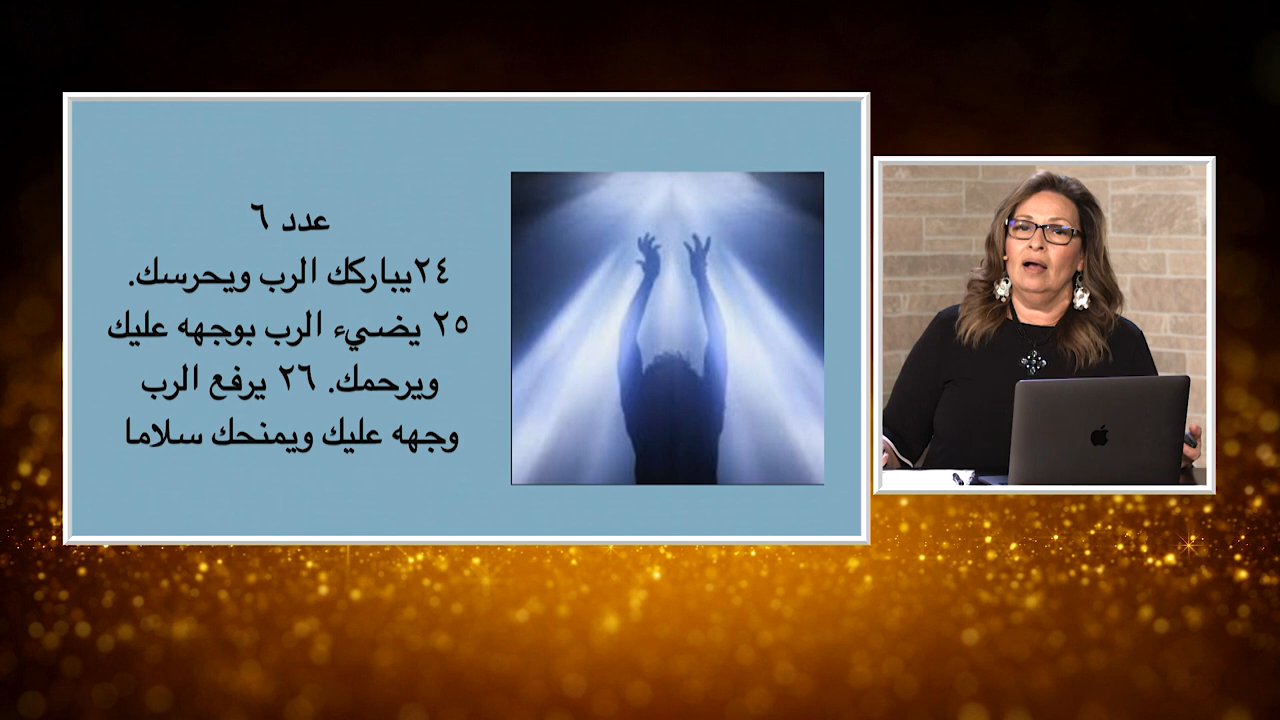 عدد ٦
٢٤يباركك الرب ويحرسك.
٢٥ يضيء الرب بوجهه عليك
ويرحمك. ٢٦ يرفع الرب
وجهه عليك ويمنحك سلاما